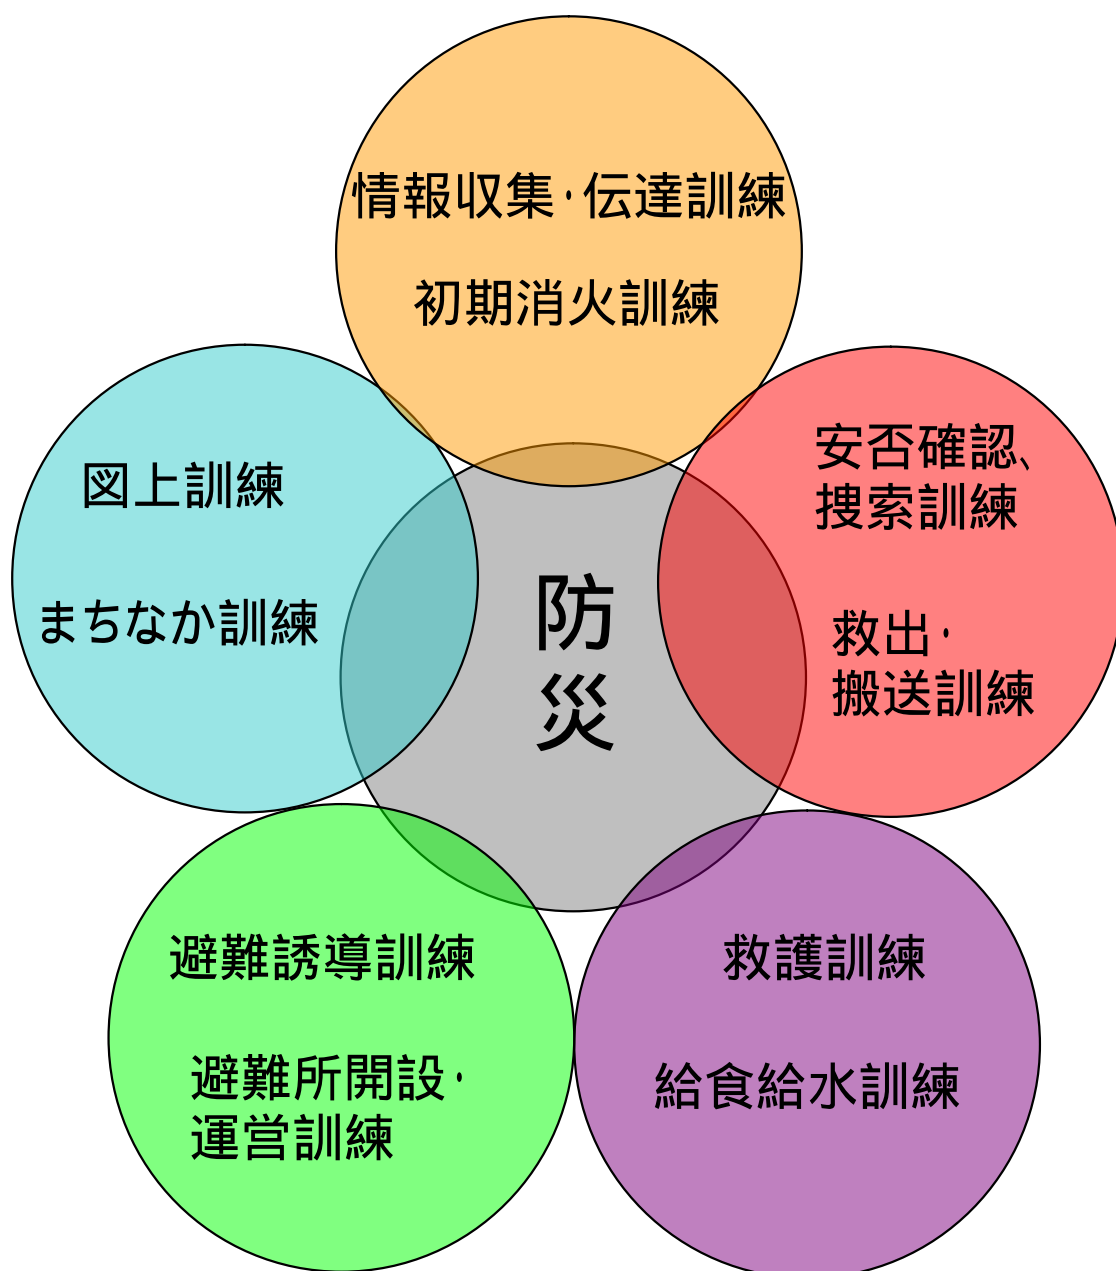 情報収集・伝達訓練
初期消火訓練
安否確認、
捜索訓練
救出・
搬送訓練
図上訓練
まちなか訓練
防
災
避難誘導訓練
避難所開設・
運営訓練
救護訓練
給食給水訓練